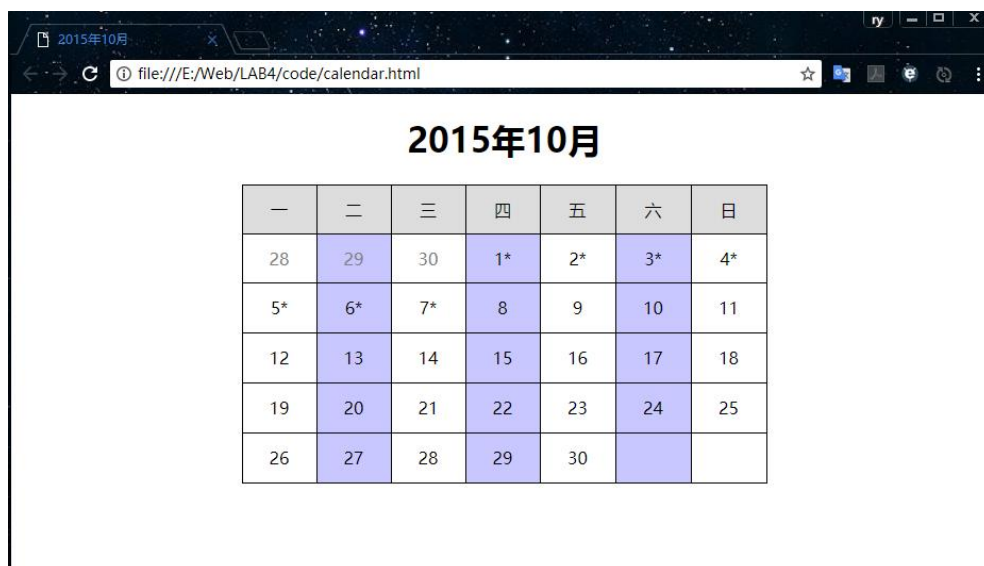 ry
2015年10月
file:///E:/Web/LAB4/code/calendar.html
2015年10月
一 二 三 四 五 六 日
28 29 30 1* 2* 3* 4*
5* 6* 7* 8 9 10 11
12 13 14 15 16 17 18
19 20 21 22 23 24 25
26 27 28 29 30